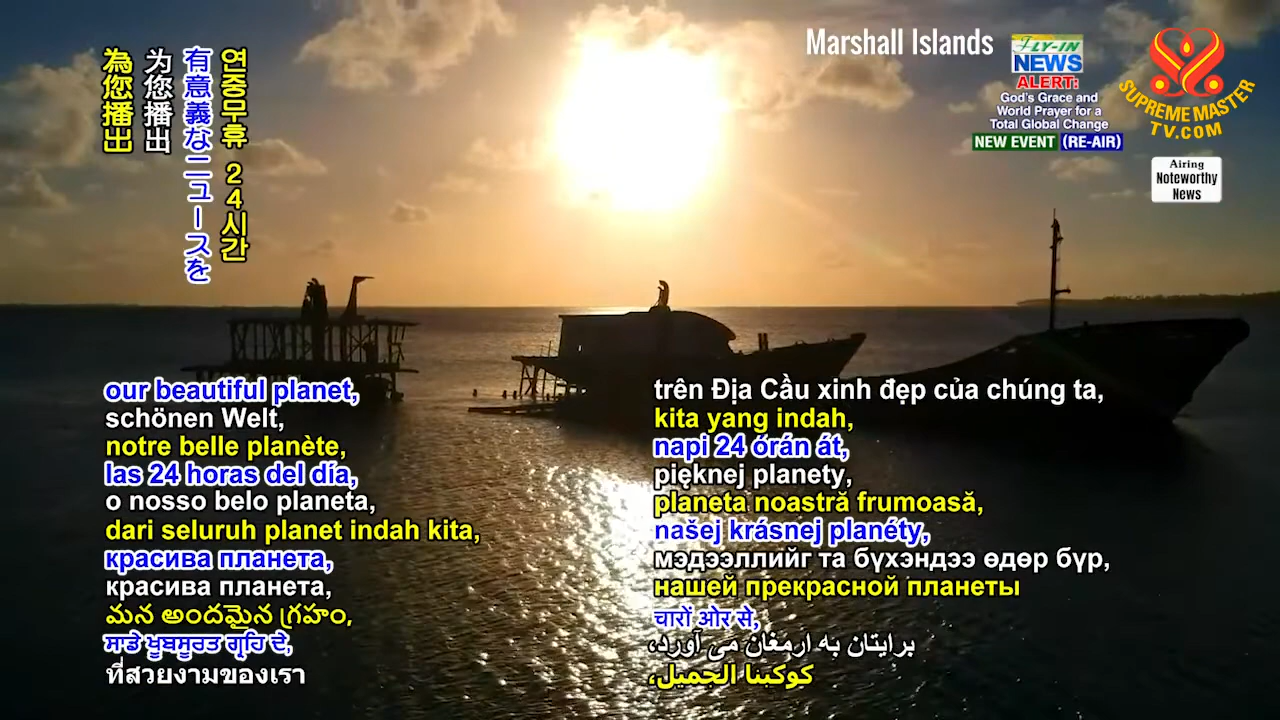 Marshall Islands
FLY-IN
NEWS
ALERT:
God's Grace and
World Prayer for a
Total Global Change
NEW EVENT (RE-AIR)
SUPREME MASTER
TV.COM
Airing
Noteworthy
News
為您播出
为您播出
有意義なニュースを
연중무휴 24시간
our beautiful planet,
schönen Welt,
notre belle planète,
las 24 horas del día,
o nosso belo planeta,
dari seluruh planet indah kita,
красива планета,
красива планета,
మన అందమైన గ్రహం,
ਸਾਡੇ ਖੂਬਸੂਰਤ ਗ੍ਰਹਿ ਦੇ,
ที่สวยงามของเรา
trên Địa Cầu xinh đẹp của chúng ta,
kita yang indah,
napi 24 órán át,
pięknej planety,
planeta noastră frumoasă,
našej krásnej planéty,
мэдээллийг та бүхэндээ өдөр бүр,
нашей прекрасной планеты
चारों ओर से,
برایتان به ارمغان می آورد،
كوكبنا الجميل،